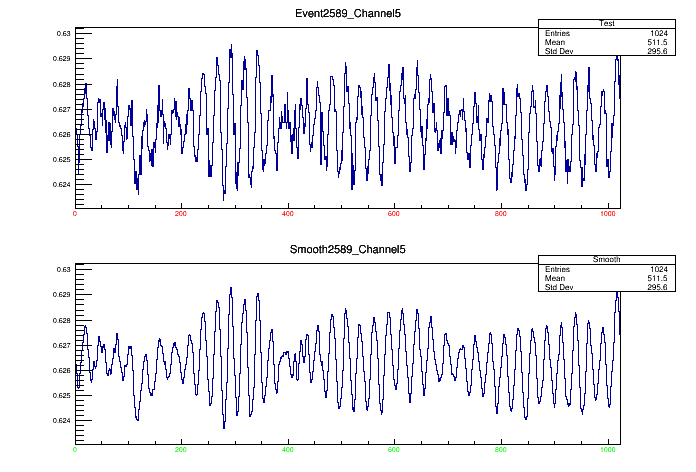 Event2589_Channel5
Test
Entries 1024
Mean 511.5
Std Dev 295.6
0.63
0.629
0.628
0.627
0.626
0.625
0.624
0 200 400 600 800 1000
Smooth2589_Channel5
Smooth
Entries 1024
Mean 511.5
Std Dev 295.6
0.63
0.629
0.628
0.627
0.626
0.625
0.624
0 200 400 600 800 1000